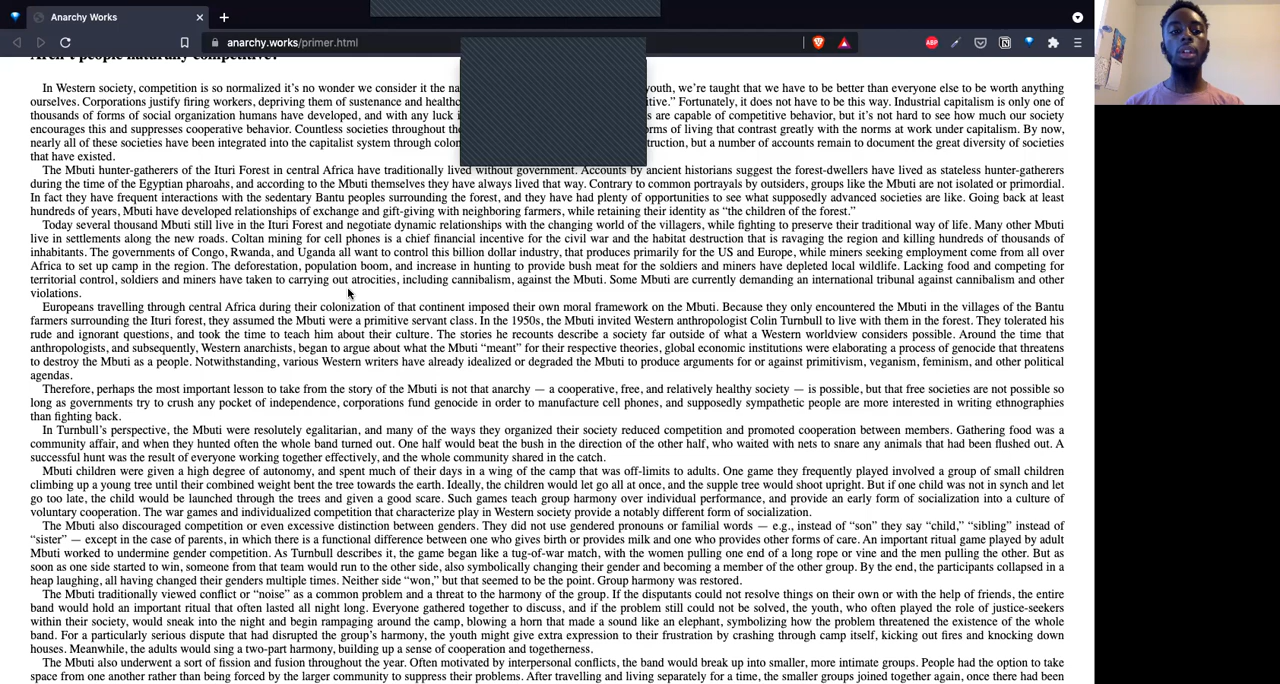 Anarchy Works
anarchy.works/primer.html
Aren't people naturally competitive?
In Western society, competition is so normalized it's no wonder we consider it the na youth, we're taught that we have to be better than everyone else to be worth anything
ourselves. Corporations justify firing workers, depriving them of sustenance and healthc itive.” Fortunately, it does not have to be this way. Industrial capitalism is only one of
thousands of forms of social organization humans have developed, and with any luck i s are capable of competitive behavior, but it's not hard to see how much our society
encourages this and suppresses cooperative behavior. Countless societies throughout the rms of living that contrast greatly with the norms at work under capitalism. By now,
nearly all of these societies have been integrated into the capitalist system through colon truction, but a number of accounts remain to document the great diversity of societies
that have existed.
The Mbuti hunter-gatherers of the Ituri Forest in central Africa have traditionally lived without government. Accounts by ancient historians suggest the forest-dwellers have lived as stateless hunter-gatherers
during the time of the Egyptian pharoahs, and according to the Mbuti themselves they have always lived that way. Contrary to common portrayals by outsiders, groups like the Mbuti are not isolated or primordial.
In fact they have frequent interactions with the sedentary Bantu peoples surrounding the forest, and they have had plenty of opportunities to see what supposedly advanced societies are like. Going back at least
hundreds of years, Mbuti have developed relationships of exchange and gift-giving with neighboring farmers, while retaining their identity as “the children of the forest.”
Today several thousand Mbuti still live in the Ituri Forest and negotiate dynamic relationships with the changing world of the villagers, while fighting to preserve their traditional way of life. Many other Mbuti
live in settlements along the new roads. Coltan mining for cell phones is a chief financial incentive for the civil war and the habitat destruction that is ravaging the region and killing hundreds of thousands of
inhabitants. The governments of Congo, Rwanda, and Uganda all want to control this billion dollar industry, that produces primarily for the US and Europe, while miners seeking employment come from all over
Africa to set up camp in the region. The deforestation, population boom, and increase in hunting to provide bush meat for the soldiers and miners have depleted local wildlife. Lacking food and competing for
territorial control, soldiers and miners have taken to carrying out atrocities, including cannibalism, against the Mbuti. Some Mbuti are currently demanding an international tribunal against cannibalism and other
violations.
Europeans travelling through central Africa during their colonization of that continent imposed their own moral framework on the Mbuti. Because they only encountered the Mbuti in the villages of the Bantu
farmers surrounding the Ituri forest, they assumed the Mbuti were a primitive servant class. In the 1950s, the Mbuti invited Western anthropologist Colin Turnbull to live with them in the forest. They tolerated his
rude and ignorant questions, and took the time to teach him about their culture. The stories he recounts describe a society far outside of what a Western worldview considers possible. Around the time that
anthropologists, and subsequently, Western anarchists, began to argue about what the Mbuti “meant” for their respective theories, global economic institutions were elaborating a process of genocide that threatens
to destroy the Mbuti as a people. Notwithstanding, various Western writers have already idealized or degraded the Mbuti to produce arguments for or against primitivism, veganism, feminism, and other political
agendas.
Therefore, perhaps the most important lesson to take from the story of the Mbuti is not that anarchy — a cooperative, free, and relatively healthy society — is possible, but that free societies are not possible so
long as governments try to crush any pocket of independence, corporations fund genocide in order to manufacture cell phones, and supposedly sympathetic people are more interested in writing ethnographies
than fighting back.
In Turnbull's perspective, the Mbuti were resolutely egalitarian, and many of the ways they organized their society reduced competition and promoted cooperation between members. Gathering food was a
community affair, and when they hunted often the whole band turned out. One half would beat the bush in the direction of the other half, who waited with nets to snare any animals that had been flushed out. A
successful hunt was the result of everyone working together effectively, and the whole community shared in the catch.
Mbuti children were given a high degree of autonomy, and spent much of their days in a wing of the camp that was off-limits to adults. One game they frequently played involved a group of small children
climbing up a young tree until their combined weight bent the tree towards the earth. Ideally, the children would let go all at once, and the supple tree would shoot upright. But if one child was not in synch and let
go too late, the child would be launched through the trees and given a good scare. Such games teach group harmony over individual performance, and provide an early form of socialization into a culture of
voluntary cooperation. The war games and individualized competition that characterize play in Western society provide a notably different form of socialization.
The Mbuti also discouraged competition or even excessive distinction between genders. They did not use gendered pronouns or familial words — e.g., instead of “son” they say “child,” “sibling” instead of
“sister” — except in the case of parents, in which there is a functional difference between one who gives birth or provides milk and one who provides other forms of care. An important ritual game played by adult
Mbuti worked to undermine gender competition. As Turnbull describes it, the game began like a tug-of-war match, with the women pulling one end of a long rope or vine and the men pulling the other. But as
soon as one side started to win, someone from that team would run to the other side, also symbolically changing their gender and becoming a member of the other group. By the end, the participants collapsed in a
heap laughing, all having changed their genders multiple times. Neither side “won,” but that seemed to be the point. Group harmony was restored.
The Mbuti traditionally viewed conflict or “noise” as a common problem and a threat to the harmony of the group. If the disputants could not resolve things on their own or with the help of friends, the entire
band would hold an important ritual that often lasted all night long. Everyone gathered together to discuss, and if the problem still could not be solved, the youth, who often played the role of justice-seekers
within their society, would sneak into the night and begin rampaging around the camp, blowing a horn that made a sound like an elephant, symbolizing how the problem threatened the existence of the whole
band. For a particularly serious dispute that had disrupted the group's harmony, the youth might give extra expression to their frustration by crashing through camp itself, kicking out fires and knocking down
houses. Meanwhile, the adults would sing a two-part harmony, building up a sense of cooperation and togetherness.
The Mbuti also underwent a sort of fission and fusion throughout the year. Often motivated by interpersonal conflicts, the band would break up into smaller, more intimate groups. People had the option to take
space from one another rather than being forced by the larger community to suppress their problems. After travelling and living separately for a time, the smaller groups joined together again, once there had been